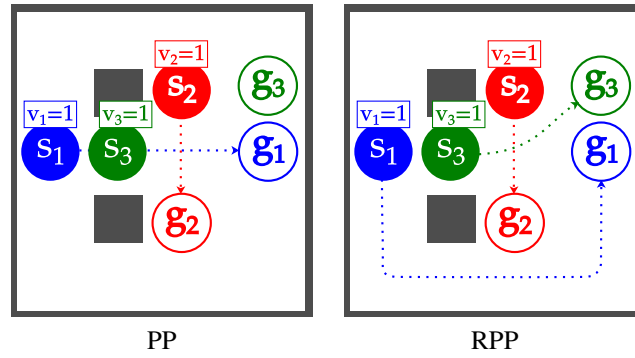 v₂=1
s₂
g₃
v₁=1
v₃=1
s₁
s₃
g₁
g₂
PP
v₂=1
s₂
g₃
v₁=1
v₃=1
s₁
s₃
g₁
g₂
RPP